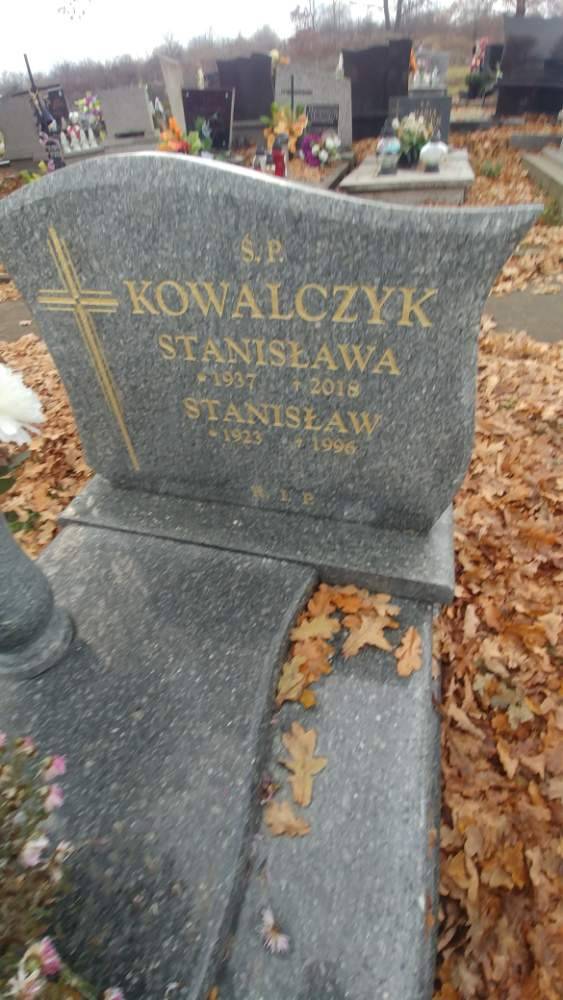 Ś.P.
KOWALCZYK
STANISŁAWA
* 1937 † 2018
STANISŁAW
* 1923 † 1996
R.I.P.